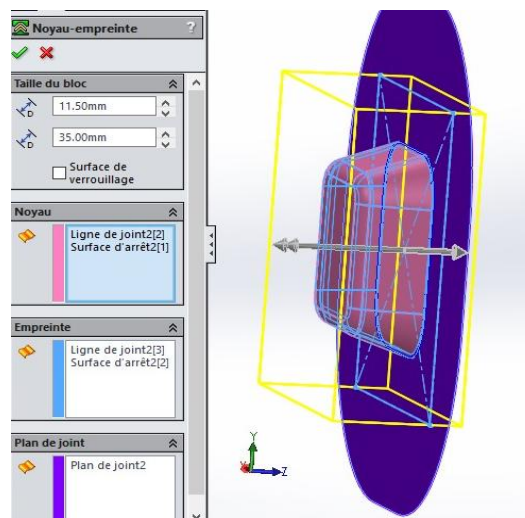 Noyau-empreinte ?
Taille du bloc
D 11.50mm
D 35.00mm
Surface de
verrouillage
Noyau
Ligne de joint2[2]
Surface d'arrêt2[1]
Empreinte
Ligne de joint2[3]
Surface d'arrêt2[2]
Plan de joint
Plan de joint2
Y
X
Z